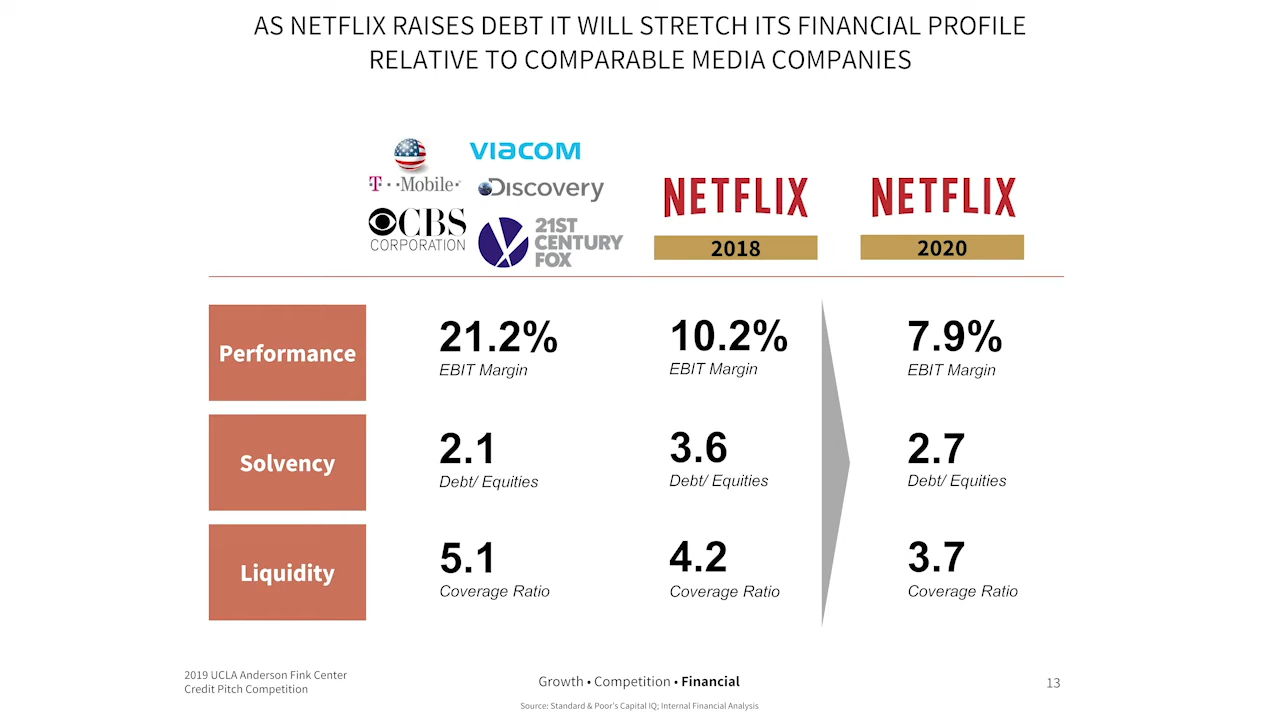 AS NETFLIX RAISES DEBT IT WILL STRETCH ITS FINANCIAL PROFILE
RELATIVE TO COMPARABLE MEDIA COMPANIES
T··Mobile·
VIACOM
Discovery
CBS
CORPORATION
21ST
CENTURY
FOX
NETFLIX
2018
NETFLIX
2020
Performance
21.2%
EBIT Margin
10.2%
EBIT Margin
7.9%
EBIT Margin
Solvency
2.1
Debt/ Equities
3.6
Debt/ Equities
2.7
Debt/ Equities
Liquidity
5.1
Coverage Ratio
4.2
Coverage Ratio
3.7
Coverage Ratio
2019 UCLA Anderson Fink Center
Credit Pitch Competition
Growth • Competition • Financial
13
Source: Standard & Poor's Capital IQ; Internal Financial Analysis